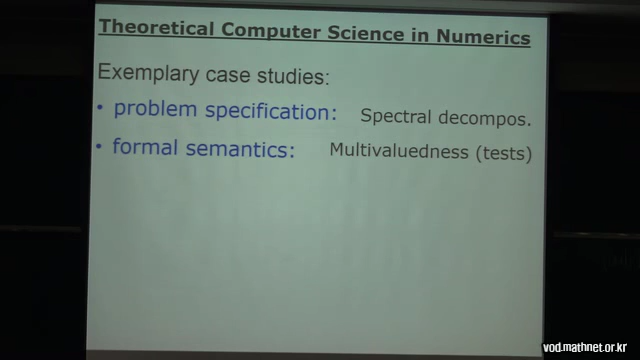 Theoretical Computer Science in Numerics
Exemplary case studies:
• problem specification: Spectral decompos.
• formal semantics: Multivaluedness (tests)
vod.mathnet.or.kr